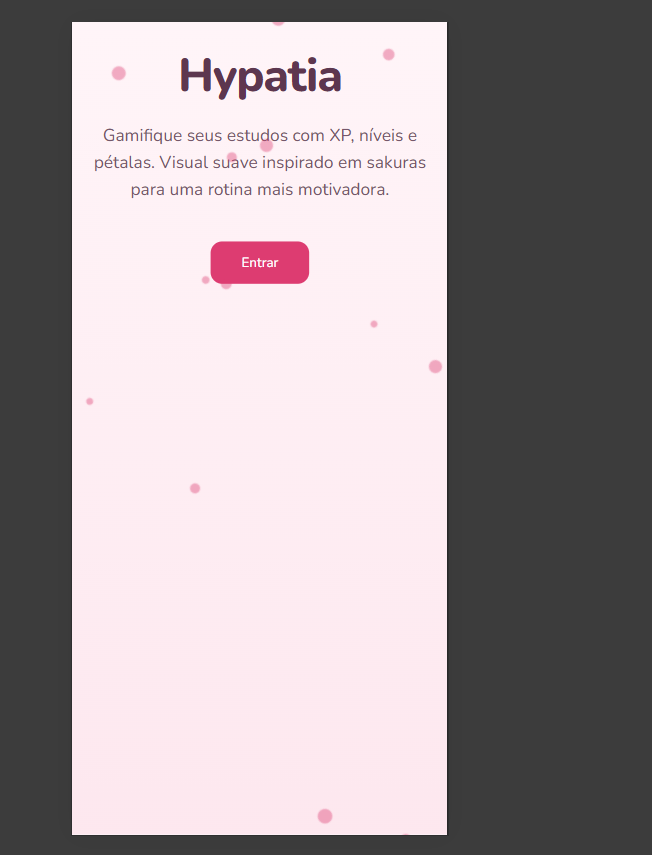 Hypatia
Gamifique seus estudos com XP, níveis e
pétalas. Visual suave inspirado em sakuras
para uma rotina mais motivadora.
Entrar